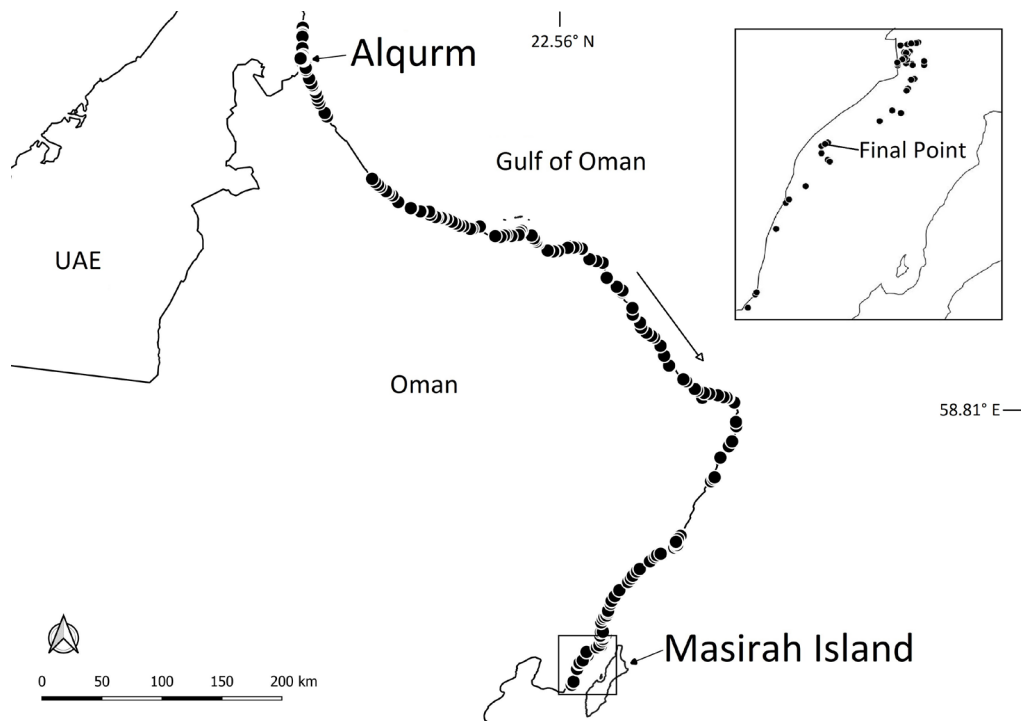 22.56° N
Alqurm
Gulf of Oman
Final Point
UAE
Oman
58.81° E
Masirah Island
0 50 100 150 200 km